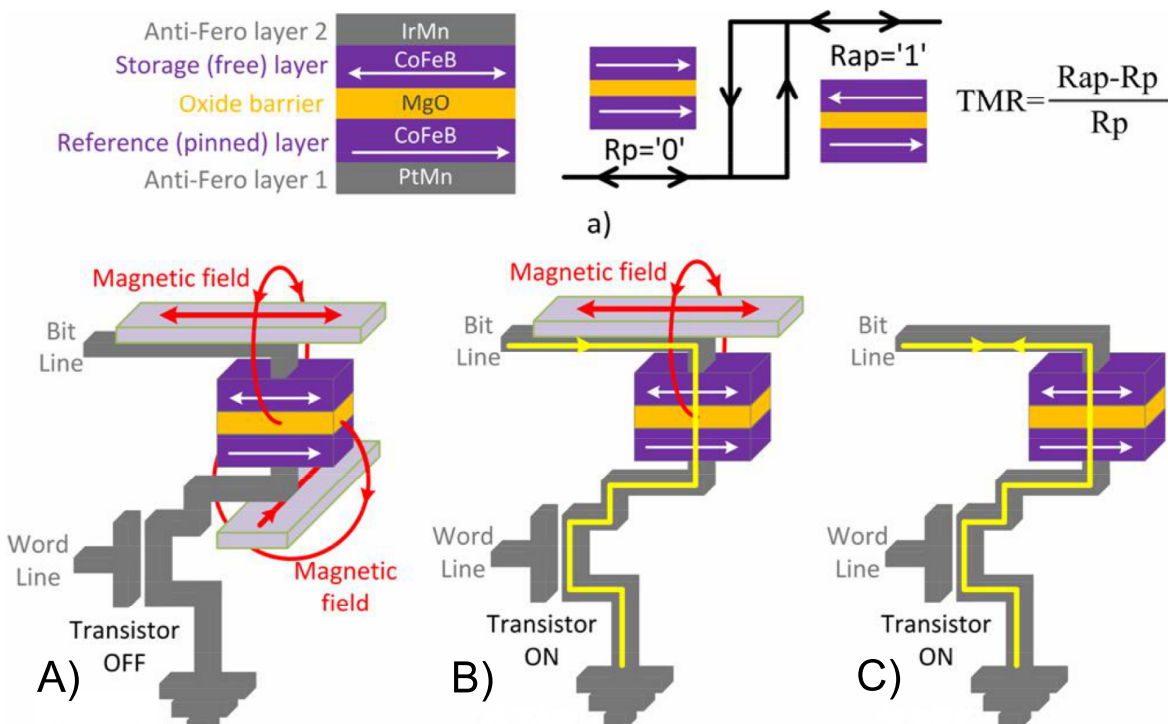 Anti-Fero layer 2
IrMn
Storage (free) layer
CoFeB
Oxide barrier
MgO
Reference (pinned) layer
CoFeB
Anti-Fero layer 1
PtMn
Rp='0'
Rap='1'
TMR=
Rap-Rp
Rp
a)
Magnetic field
Bit
Line
Word
Line
Magnetic
field
Transistor
OFF
A)
Magnetic field
Bit
Line
Word
Line
Transistor
ON
B)
Bit
Line
Word
Line
Transistor
ON
C)